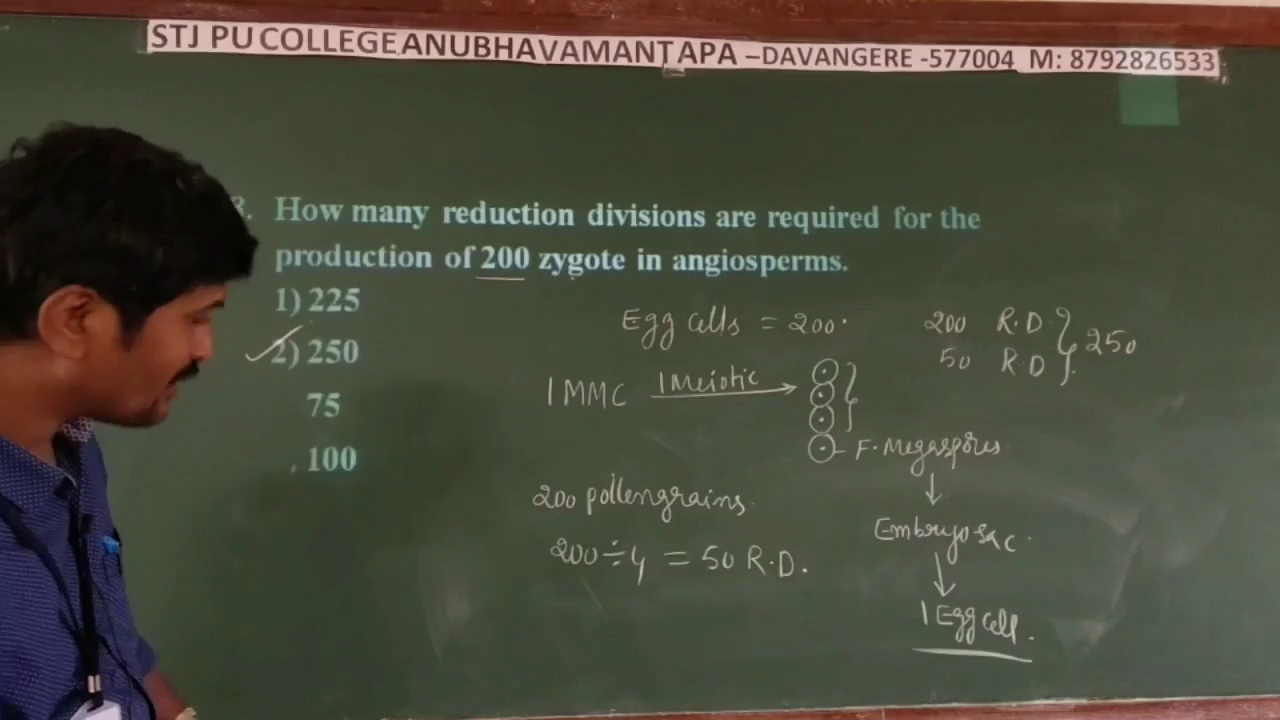 STJ PU COLLEGE ANUBHAVAMANTAPA –DAVANGERE -577004 M: 8792826533
3. How many reduction divisions are required for the
production of 200 zygote in angiosperms.
1) 225
2) 250
75
100
Egg cells = 200.
200 R.D.
50 R.D
} 250
1 MMC 1 Meiotic
F. Megaspores
200 pollengrains
200 ÷ 4 = 50 R.D.
Embryo sac
1 Egg cell.